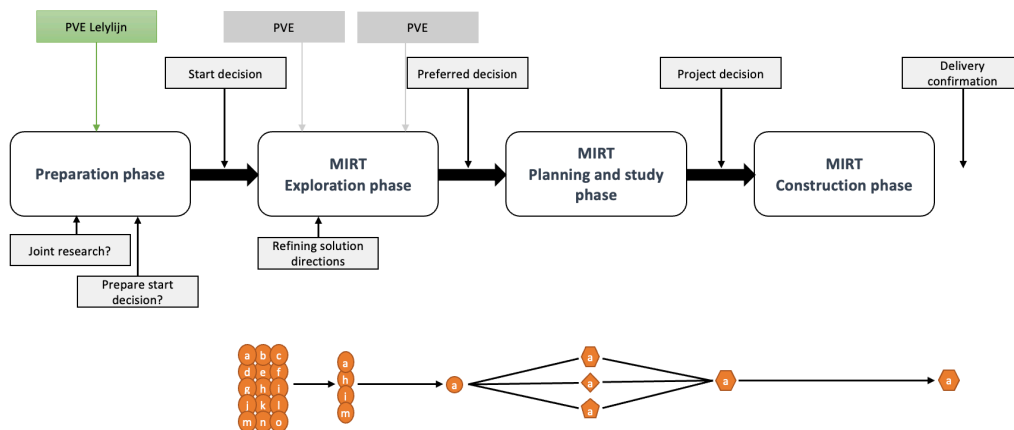 PVE Lelylijn
PVE
PVE
Start decision
Preferred decision
Project decision
Delivery
confirmation
Preparation phase
MIRT
Exploration phase
MIRT
Planning and study
phase
MIRT
Construction phase
Joint research?
Prepare start
decision?
Refining solution
directions
a b c
d e f
g h i
j k l
m n o
a
h
i
m
a
a
a
a
a
a